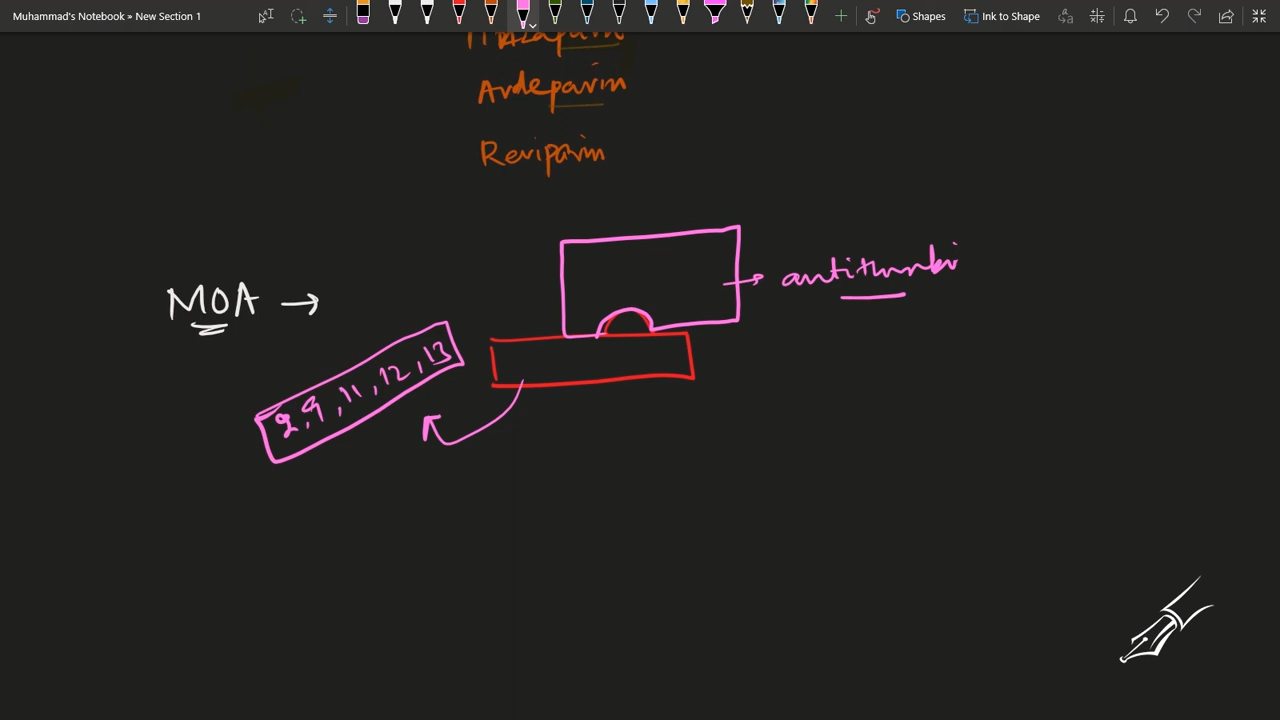 Muhammad's Notebook » New Section 1
Shapes
Ink to Shape
Ardeparin
Reviparin
antithrombi
MOA →
2, 9, 11, 12, 13